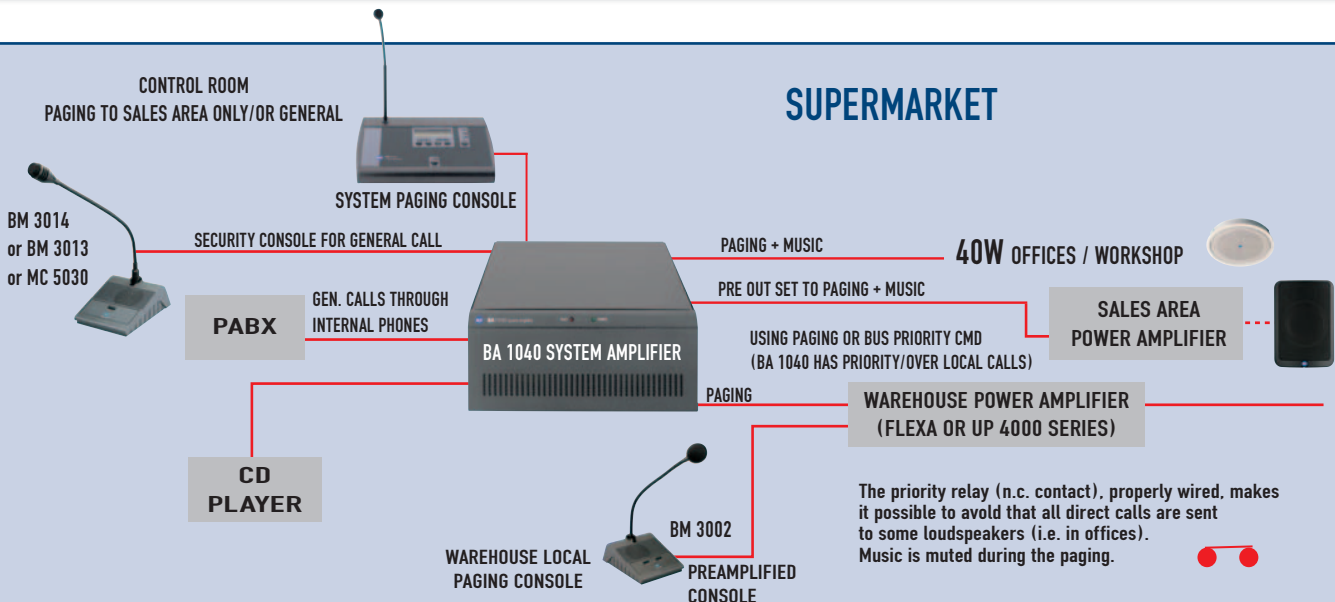 SUPERMARKET
CONTROL ROOM
PAGING TO SALES AREA ONLY/OR GENERAL
SYSTEM PAGING CONSOLE
BM 3014
or BM 3013
or MC 5030
SECURITY CONSOLE FOR GENERAL CALL
PABX
GEN. CALLS THROUGH
INTERNAL PHONES
BA 1040 SYSTEM AMPLIFIER
PAGING + MUSIC
40W OFFICES / WORKSHOP
PRE OUT SET TO PAGING + MUSIC
SALES AREA
POWER AMPLIFIER
USING PAGING OR BUS PRIORITY CMD
(BA 1040 HAS PRIORITY/OVER LOCAL CALLS)
PAGING
WAREHOUSE POWER AMPLIFIER
(FLEXA OR UP 4000 SERIES)
CD
PLAYER
BM 3002
WAREHOUSE LOCAL
PAGING CONSOLE
PREAMPLIFIED
CONSOLE
The priority relay (n.c. contact), properly wired, makes
it possible to avold that all direct calls are sent
to some loudspeakers (i.e. in offices).
Music is muted during the paging.